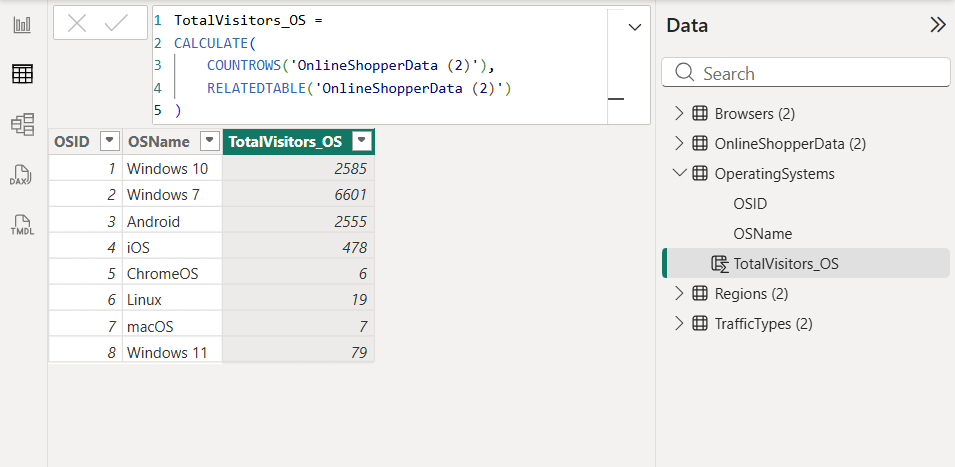 1 TotalVisitors_OS =
2 CALCULATE(
3 COUNTROWS('OnlineShopperData (2)'),
4 RELATEDTABLE('OnlineShopperData (2)')
5 )
OSID OSName TotalVisitors_OS
1 Windows 10 2585
2 Windows 7 6601
3 Android 2555
4 iOS 478
5 ChromeOS 6
6 Linux 19
7 macOS 7
8 Windows 11 79
DAX
TMDL
Data
Search
Browsers (2)
OnlineShopperData (2)
OperatingSystems
OSID
OSName
TotalVisitors_OS
Regions (2)
TrafficTypes (2)